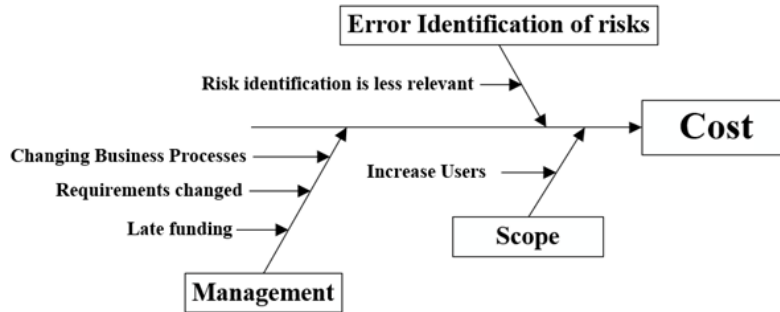 Error Identification of risks
Risk identification is less relevant
Cost
Changing Business Processes
Requirements changed
Increase Users
Late funding
Scope
Management